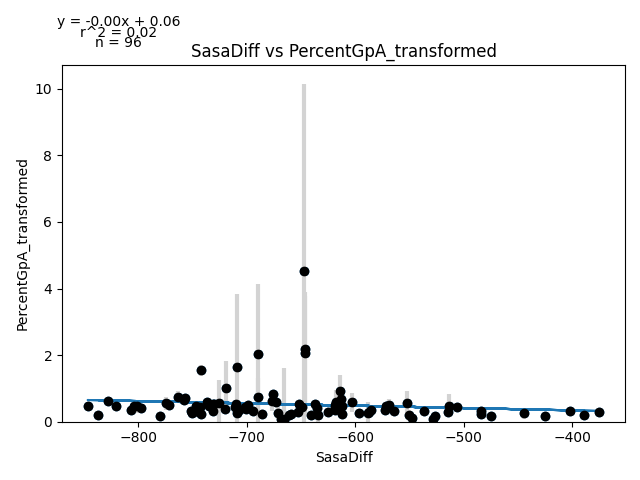 y = -0.00x + 0.06
r^2 = 0.02
n = 96
SasaDiff vs PercentGpA_transformed
PercentGpA_transformed
10
8
6
4
2
0
−800 −700 −600 −500 −400
SasaDiff